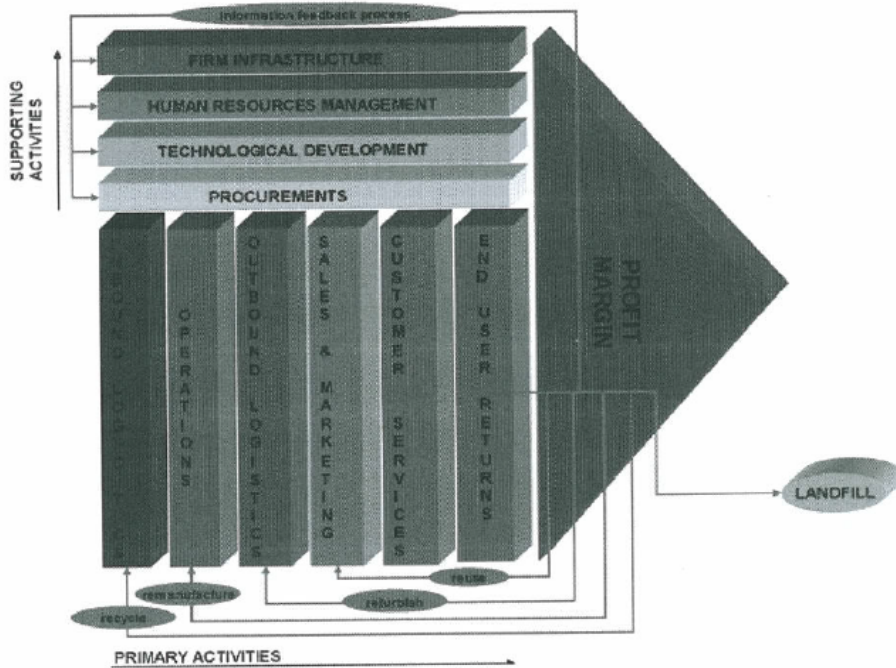 Information feedback process
FIRM INFRASTRUCTURE
HUMAN RESOURCES MANAGEMENT
TECHNOLOGICAL DEVELOPMENT
PROCUREMENTS
SUPPORTING
ACTIVITIES
OPERATIONS
OUTBOUND LOGISTICS
SALES & MARKETING
CUSTOMER SERVICES
END USER RETURNS
PROFIT
MARGIN
LANDFILL
reuse
refurbish
remanufacture
recycle
PRIMARY ACTIVITIES